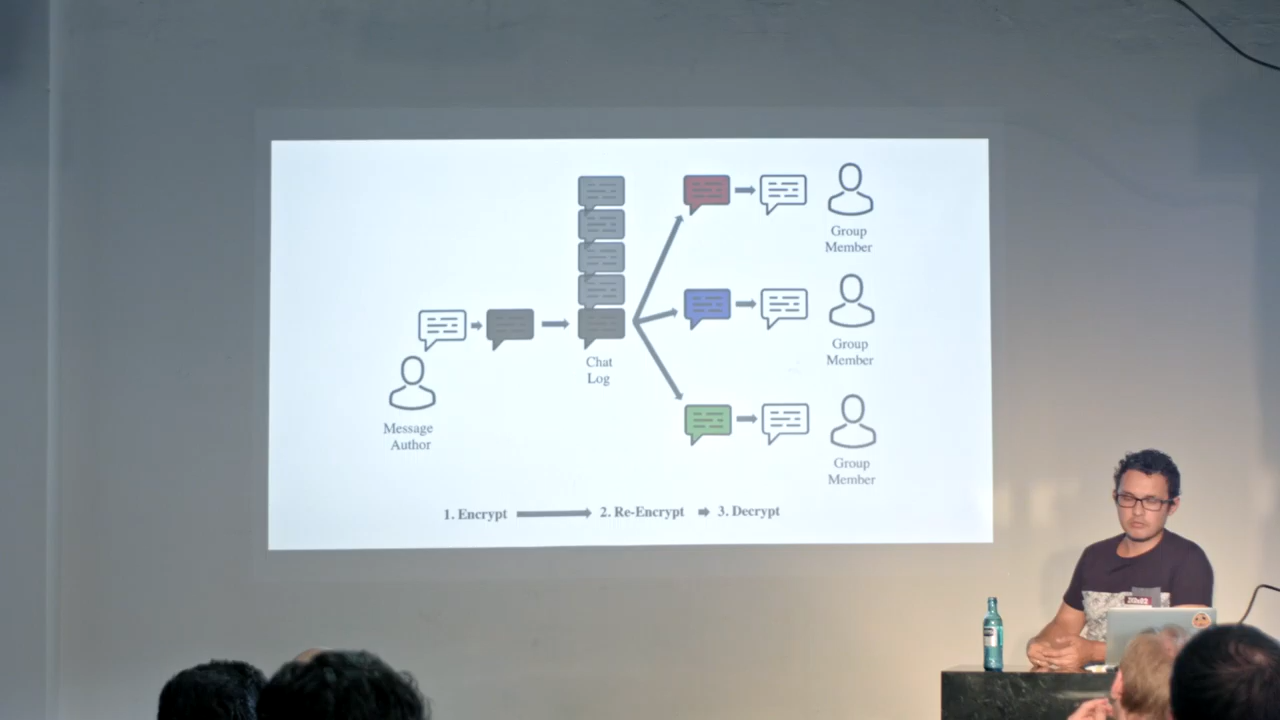 Group
Member
Group
Member
Chat
Log
Message
Author
Group
Member
1. Encrypt
2. Re-Encrypt
3. Decrypt